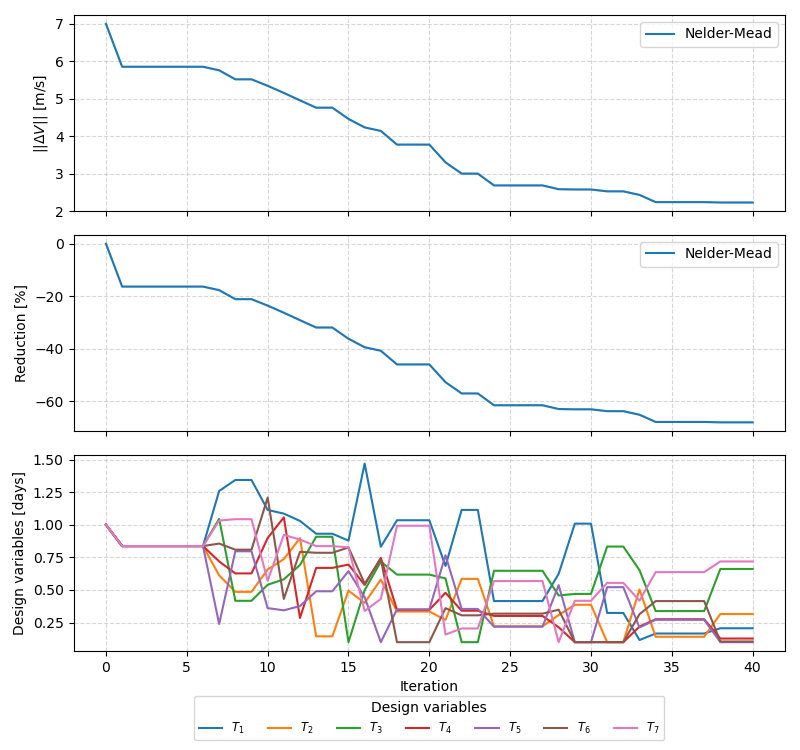 7
6
5
4
3
2
||ΔV|| [m/s]
Nelder-Mead
0
−20
−40
−60
Reduction [%]
Nelder-Mead
1.50
1.25
1.00
0.75
0.50
0.25
Design variables [days]
0 5 10 15 20 25 30 35 40
Iteration
Design variables
T1 T2 T3 T4 T5 T6 T7